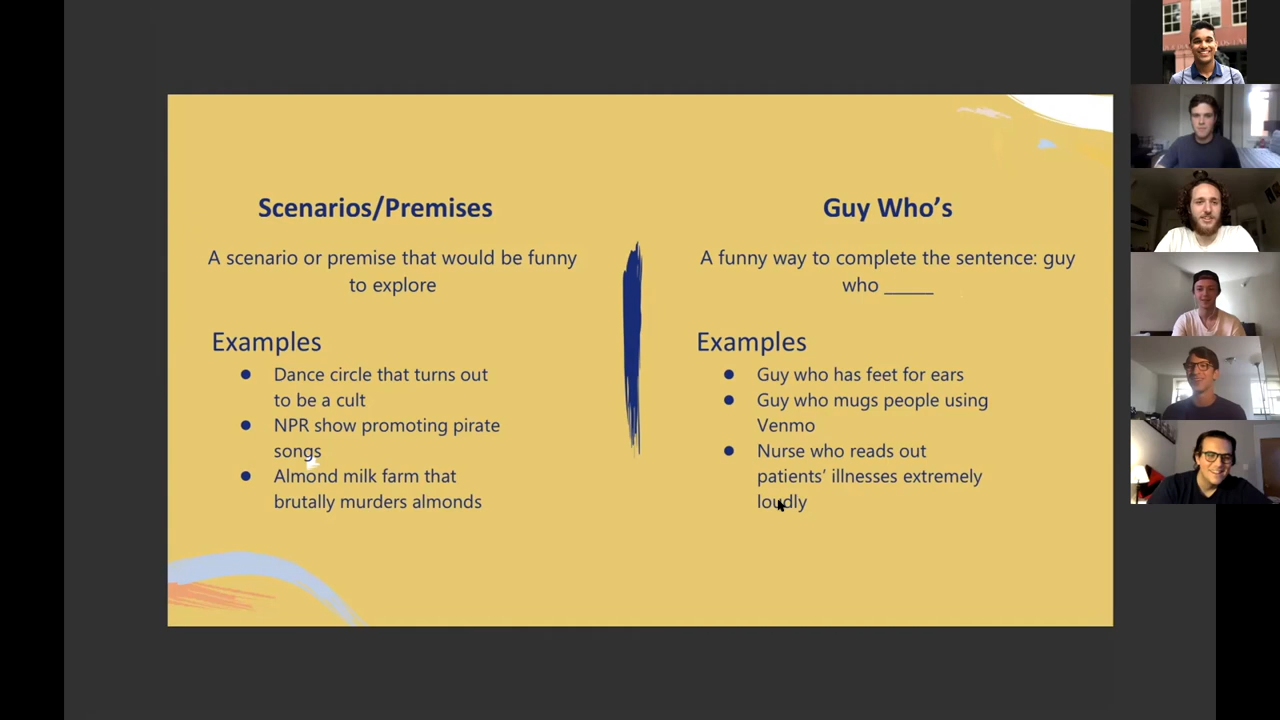 Scenarios/Premises
A scenario or premise that would be funny
to explore
Examples
● Dance circle that turns out
to be a cult
● NPR show promoting pirate
songs
● Almond milk farm that
brutally murders almonds
Guy Who’s
A funny way to complete the sentence: guy
who _____
Examples
● Guy who has feet for ears
● Guy who mugs people using
Venmo
● Nurse who reads out
patients’ illnesses extremely
loudly